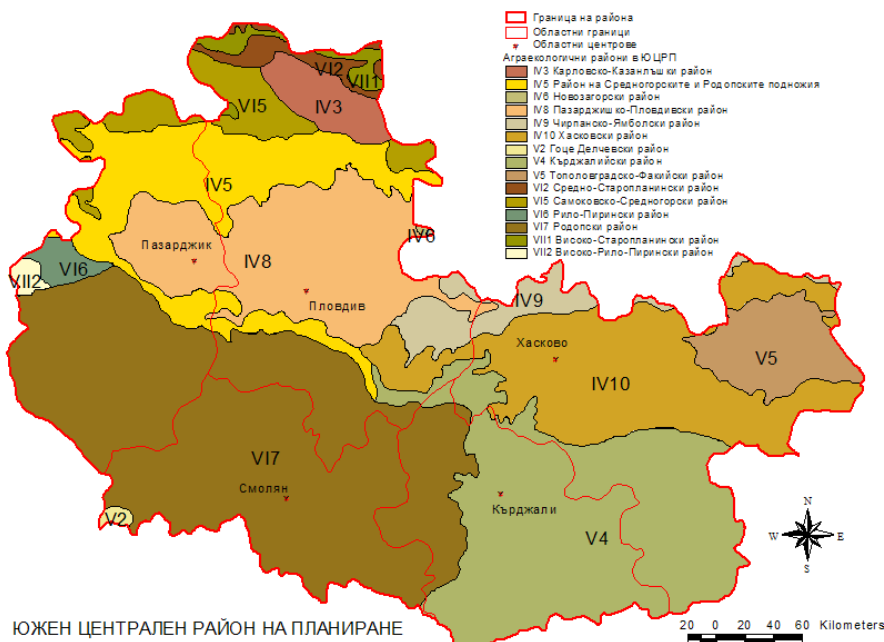 Граница на района
Областни граници
Областни центрове
Агроекологични райони в ЮЦРП
IV3 Карловско-Казанлъшки район
IV5 Район на Средногорските и Родопските подножия
IV6 Новозагорски район
IV8 Пазарджишко-Пловдивски район
IV9 Чирпанско-Ямболски район
IV10 Хасковски район
V2 Гоце Делчевски район
V4 Кърджалийски район
V5 Тополовградско-Факийски район
VI2 Средно-Старопланински район
VI5 Самоковско-Средногорски район
VI6 Рило-Пирински район
VI7 Родопски район
VII1 Високо-Старопланински район
VII2 Високо-Рило-Пирински район
VI2
VII1
VI5
IV3
IV5
IV6
Пазарджик
IV8
VI6
VII2
Пловдив
IV9
Хасково
V5
IV10
VI7
Смолян
Кърджали
V2
V4
N
W
E
S
ЮЖЕН ЦЕНТРАЛЕН РАЙОН НА ПЛАНИРАНЕ
20 0 20 40 60 Kilometers